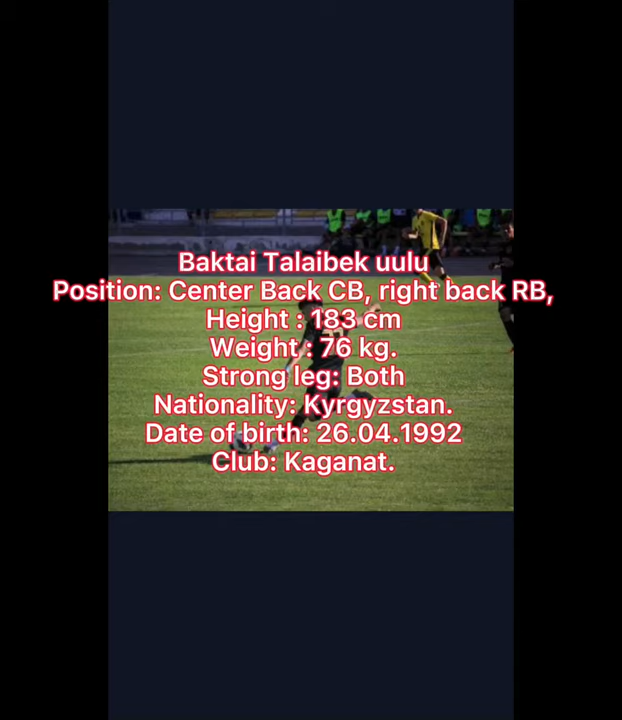 Baktai Talaibek uulu
Position: Center Back CB, right back RB,
Height : 183 cm
Weight : 76 kg.
Strong leg: Both
Nationality: Kyrgyzstan.
Date of birth: 26.04.1992
Club: Kaganat.